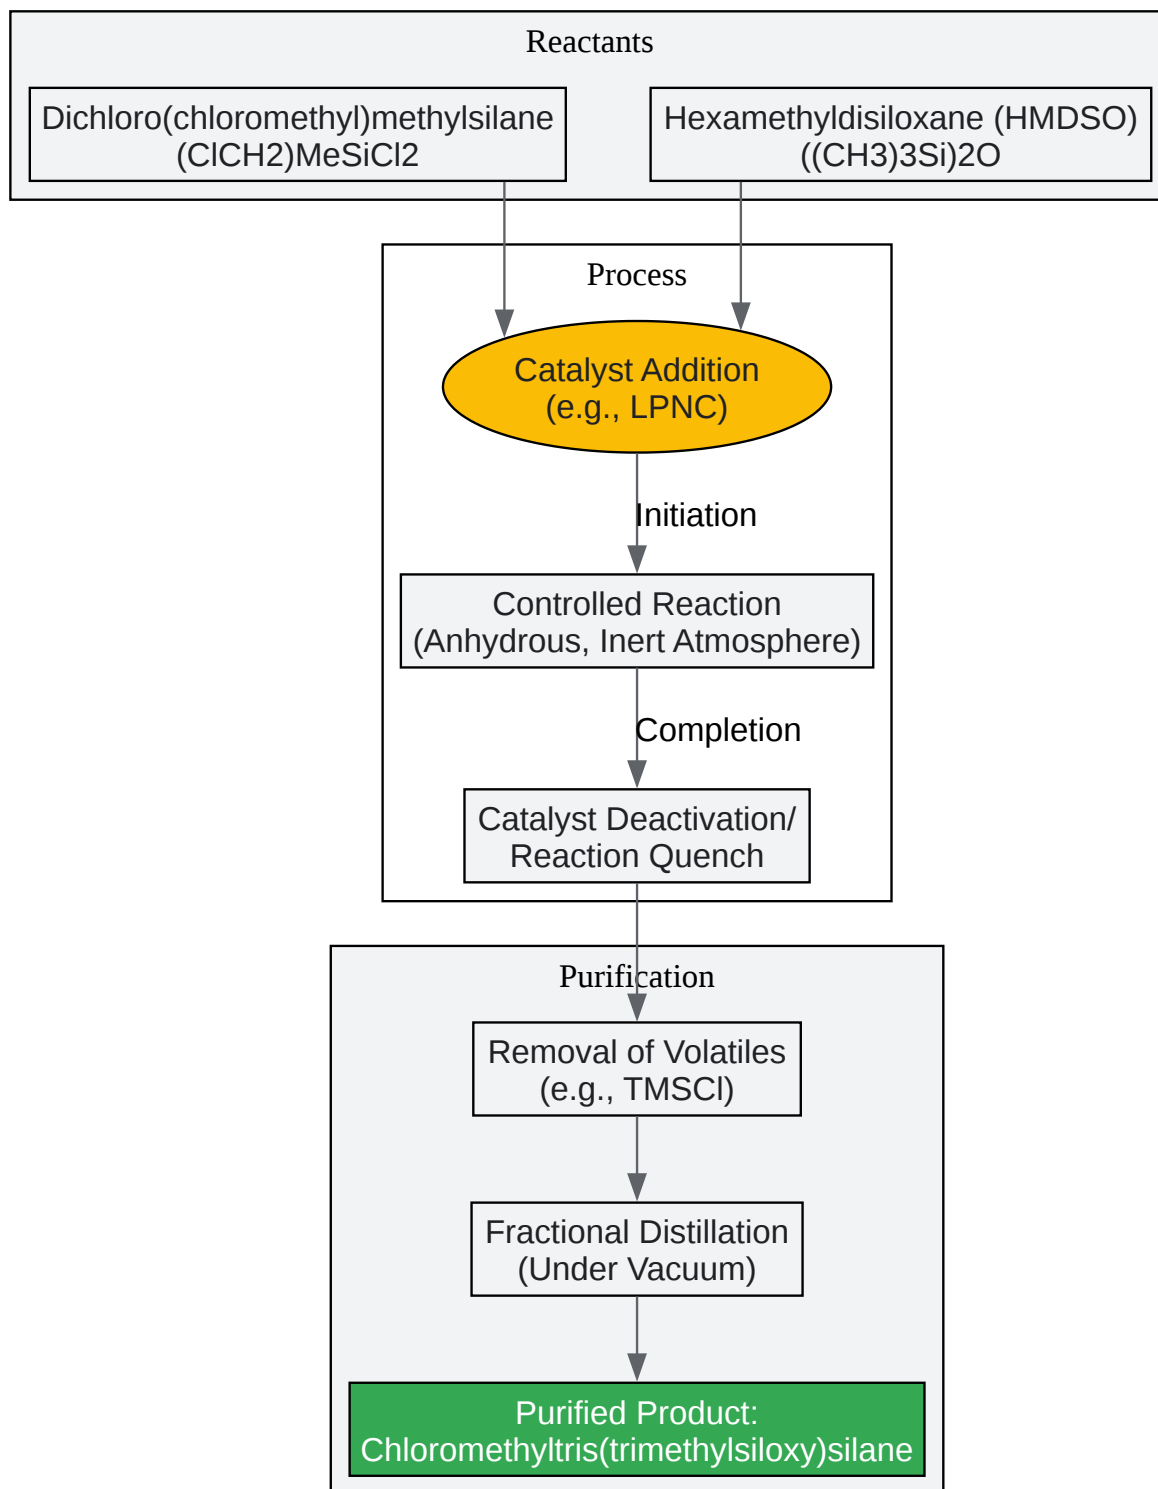 Reactants
Dichloro(chloromethyl)methylsilane
(ClCH2)MeSiCl2
Hexamethyldisiloxane (HMDSO)
((CH3)3Si)2O
Process
Catalyst Addition
(e.g., LPNC)
Initiation
Controlled Reaction
(Anhydrous, Inert Atmosphere)
Completion
Catalyst Deactivation/
Reaction Quench
Purification
Removal of Volatiles
(e.g., TMSCl)
Fractional Distillation
(Under Vacuum)
Purified Product:
Chloromethyltris(trimethylsiloxy)silane